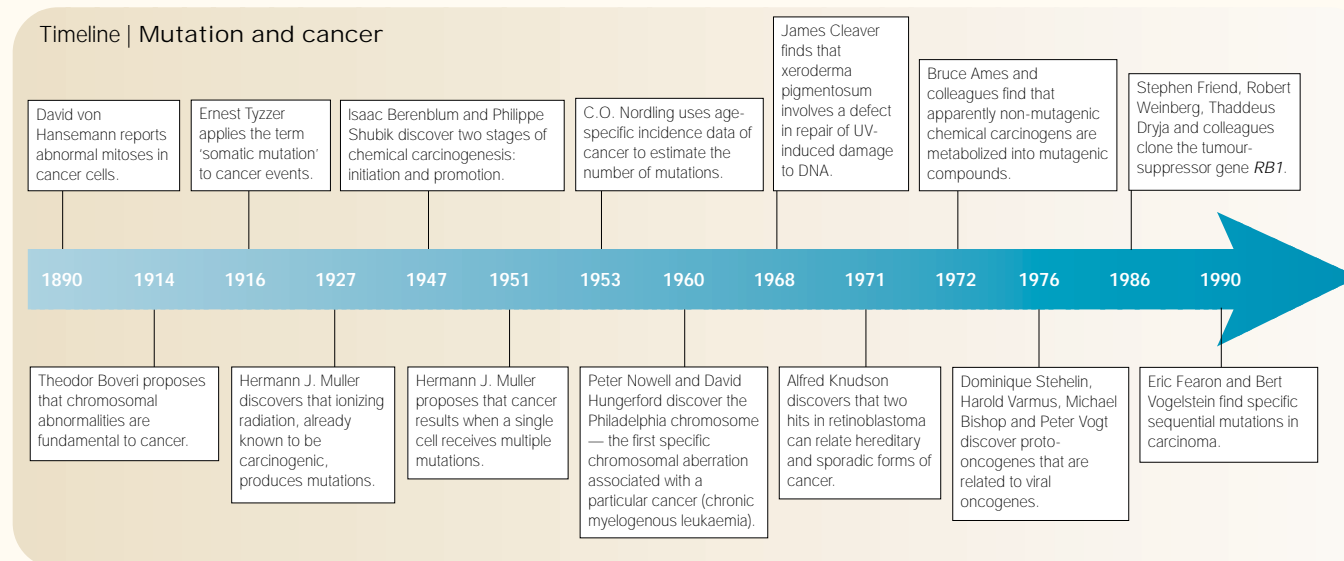 Timeline | Mutation and cancer
David von
Hansemann reports
abnormal mitoses in
cancer cells.
Ernest Tyzzer
applies the term
'somatic mutation'
to cancer events.
Isaac Berenblum and Philippe
Shubik discover two stages of
chemical carcinogenesis:
initiation and promotion.
C.O. Nordling uses age-
specific incidence data of
cancer to estimate the
number of mutations.
James Cleaver
finds that
xeroderma
pigmentosum
involves a defect
in repair of UV-
induced damage
to DNA.
Bruce Ames and
colleagues find that
apparently non-mutagenic
chemical carcinogens are
metabolized into mutagenic
compounds.
Stephen Friend, Robert
Weinberg, Thaddeus
Dryja and colleagues
clone the tumour-
suppressor gene RB1.
1890 1914 1916 1927 1947 1951 1953 1960 1968 1971 1972 1976 1986 1990
Theodor Boveri proposes
that chromosomal
abnormalities are
fundamental to cancer.
Hermann J. Muller
discovers that ionizing
radiation, already
known to be
carcinogenic,
produces mutations.
Hermann J. Muller
proposes that cancer
results when a single
cell receives multiple
mutations.
Peter Nowell and David
Hungerford discover the
Philadelphia chromosome
— the first specific
chromosomal aberration
associated with a
particular cancer (chronic
myelogenous leukaemia).
Alfred Knudson
discovers that two
hits in retinoblastoma
can relate hereditary
and sporadic forms of
cancer.
Dominique Stehelin,
Harold Varmus, Michael
Bishop and Peter Vogt
discover proto-
oncogenes that are
related to viral
oncogenes.
Eric Fearon and Bert
Vogelstein find specific
sequential mutations in
carcinoma.